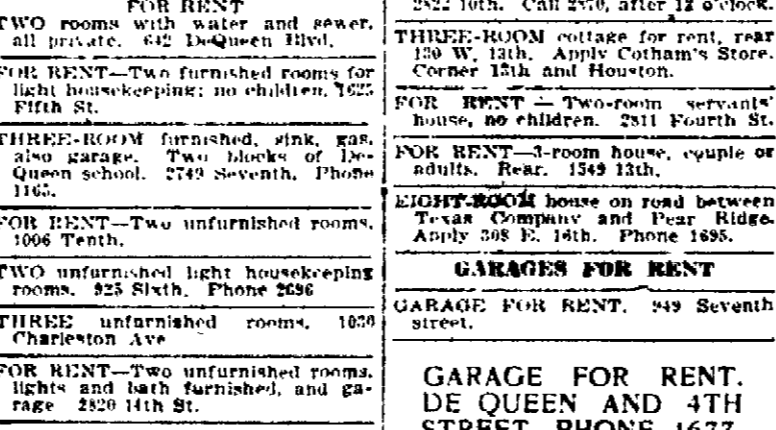 FOR RENT
TWO rooms with water and sewer,
all private. 642 DeQueen Blvd.
FOR RENT—Two furnished rooms for
light housekeeping; no children. 1625
Fifth St.
THREE-ROOM furnished, sink, gas,
also garage. Two blocks of De-
Queen school. 2749 Seventh. Phone
1165.
FOR RENT—Two unfurnished rooms.
1006 Tenth.
TWO unfurnished light housekeeping
rooms. 925 Sixth. Phone 2696
THREE unfurnished rooms. 1030
Charleston Ave
FOR RENT—Two unfurnished rooms,
lights and bath furnished, and ga-
rage 2820 14th St.
2822 10th. Call 2870, after 12 o'clock.
THREE-ROOM cottage for rent, rear
130 W. 13th. Apply Cotham's Store.
Corner 13th and Houston.
FOR RENT — Two-room servants'
house, no children. 2811 Fourth St.
FOR RENT—3-room house, couple or
adults. Rear. 1549 13th.
EIGHT-ROOM house on road between
Texas Company and Pear Ridge.
Apply 308 E. 14th. Phone 1695.
GARAGES FOR RENT
GARAGE FOR RENT. 949 Seventh
street.
GARAGE FOR RENT.
DE QUEEN AND 4TH
STREET. PHONE 1677